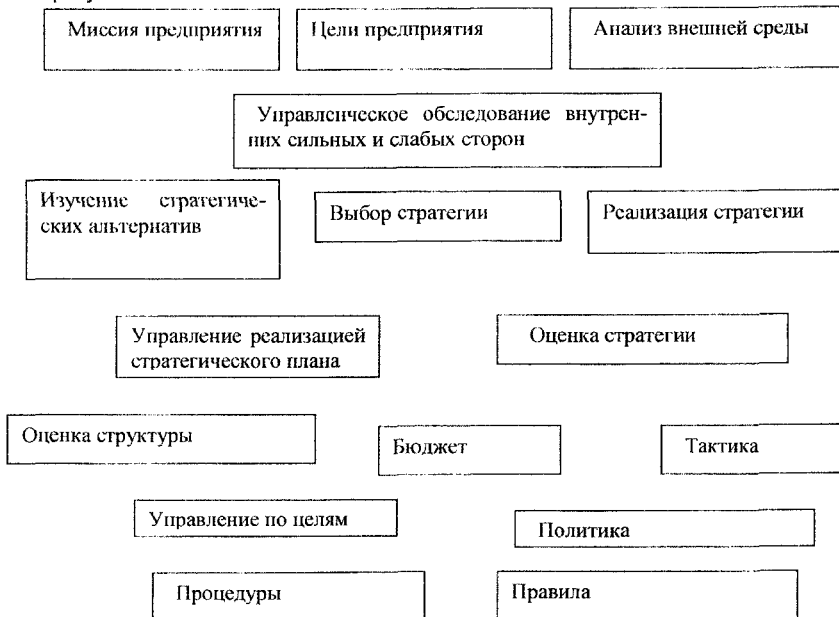 Миссия предприятия
Цели предприятия
Анализ внешней среды
Управленческое обследование внутрен-
них сильных и слабых сторон
Изучение стратегиче-
ских альтернатив
Выбор стратегии
Реализация стратегии
Управление реализацией
стратегического плана
Оценка стратегии
Оценка структуры
Бюджет
Тактика
Управление по целям
Политика
Процедуры
Правила